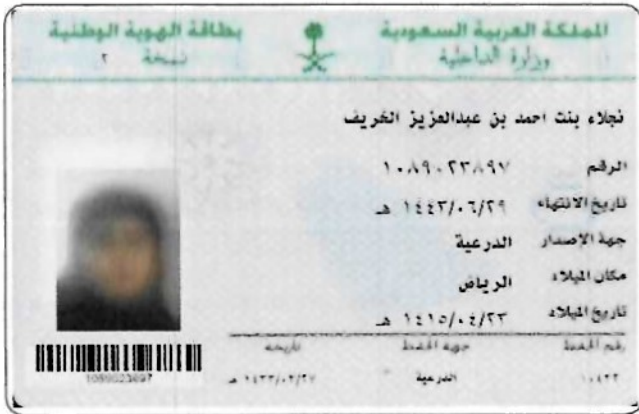 المملكة العربية السعودية
وزارة الداخلية
بطاقة الهوية الوطنية
نسخة ٢
نجلاء بنت احمد بن عبدالعزيز الخريف
الرقم ١٠٨٩٠٢٣٨٩٧
تاريخ الانتهاء ١٤٤٣/٠٦/٢٩ هـ
جهة الإصدار الدرعية
مكان الميلاد الرياض
تاريخ الميلاد ١٤١٥/٠٤/٢٣ هـ
رقم الحفظ جهة الحفظ تاريخه
الدرعية هـ
1089023897